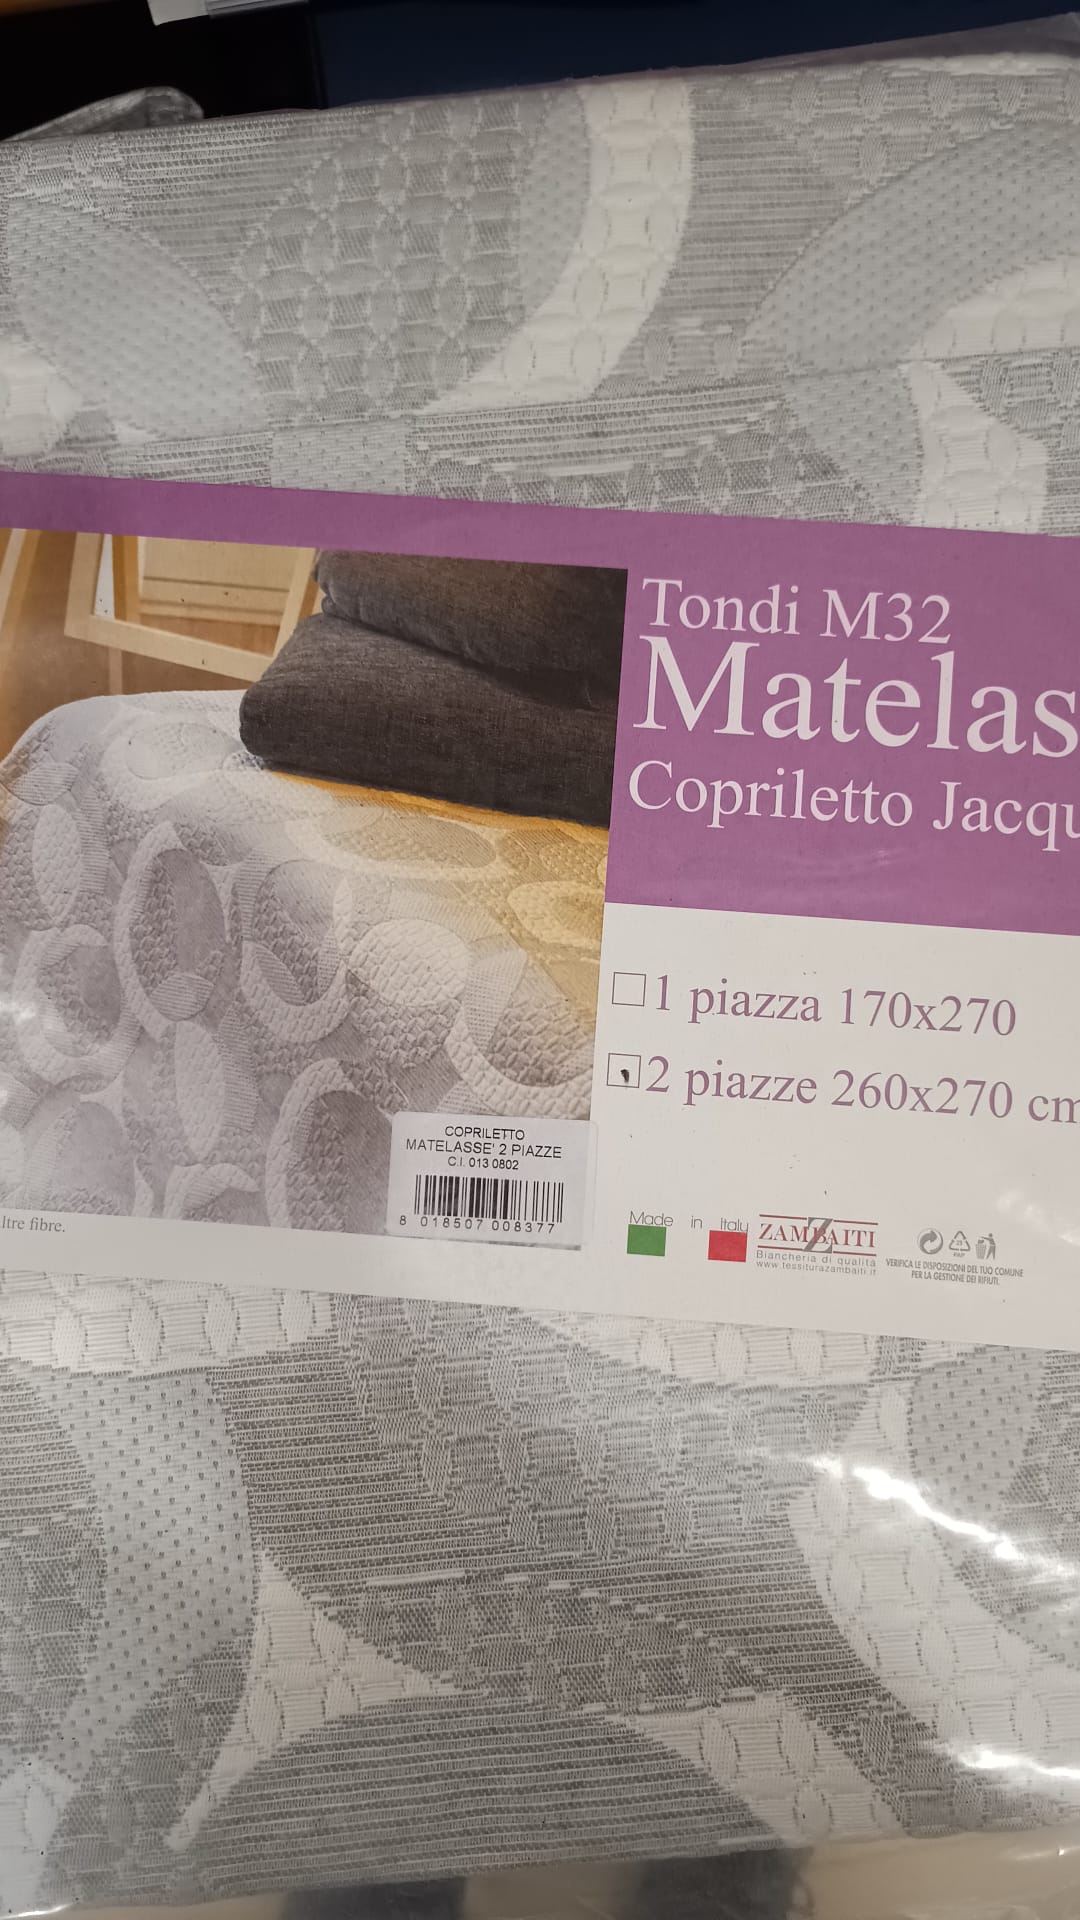 Tondi M32
Matelas
Copriletto Jacqu
1 piazza 170x270
2 piazze 260x270 cm
COPRILETTO
MATELASSE' 2 PIAZZE
C.I. 013 0802
8 018507 008377
ltre fibre.
Made in Italy
ZAMBAITI
Biancheria di qualità
www.tessiturazambaiti.it
PAP
VERIFICA LE DISPOSIZIONI DEL TUO COMUNE
PER LA GESTIONE DEI RIFIUTI.